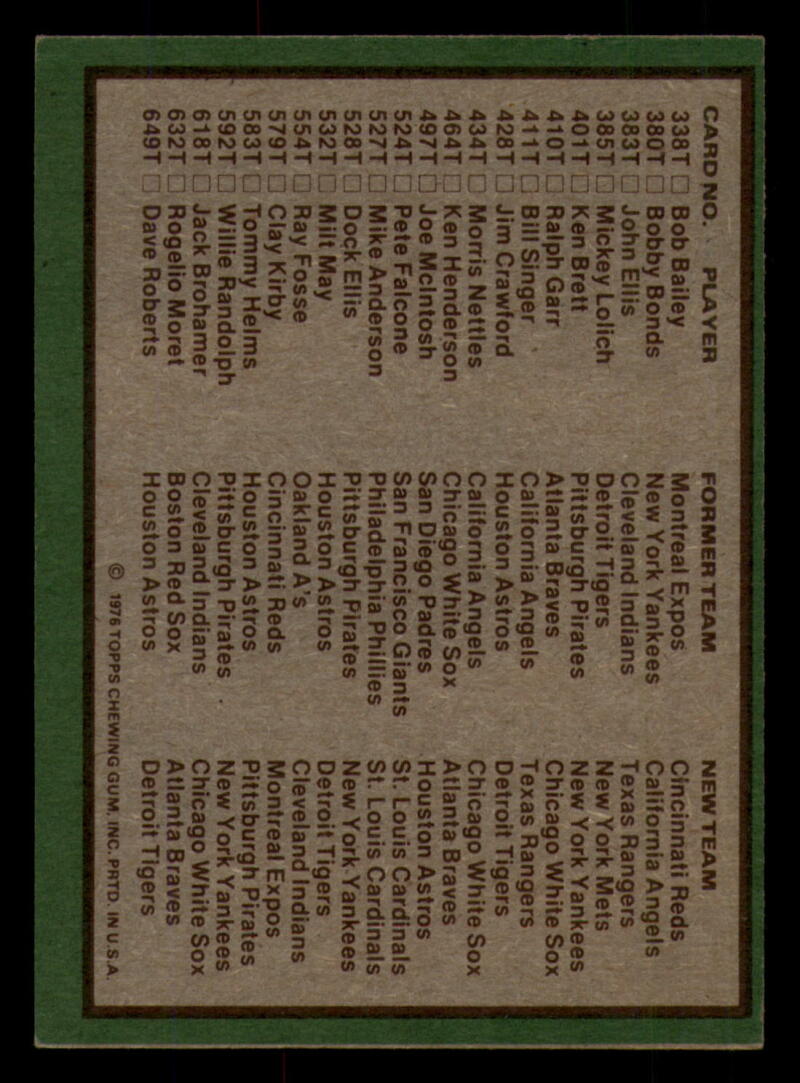 CARD NO. PLAYER FORMER TEAM NEW TEAM
338T Bob Bailey Montreal Expos Cincinnati Reds
380T Bobby Bonds New York Yankees California Angels
383T John Ellis Cleveland Indians Texas Rangers
385T Mickey Lolich Detroit Tigers New York Mets
401T Ken Brett Pittsburgh Pirates New York Yankees
410T Ralph Garr Atlanta Braves Chicago White Sox
411T Bill Singer California Angels Texas Rangers
428T Jim Crawford Houston Astros Detroit Tigers
434T Morris Nettles California Angels Chicago White Sox
464T Ken Henderson Chicago White Sox Atlanta Braves
497T Joe McIntosh San Diego Padres Houston Astros
524T Pete Falcone San Francisco Giants St. Louis Cardinals
527T Mike Anderson Philadelphia Phillies St. Louis Cardinals
528T Dock Ellis Pittsburgh Pirates New York Yankees
532T Milt May Houston Astros Detroit Tigers
554T Ray Fosse Oakland A's Cleveland Indians
579T Clay Kirby Cincinnati Reds Montreal Expos
583T Tommy Helms Houston Astros Pittsburgh Pirates
592T Willie Randolph Pittsburgh Pirates New York Yankees
618T Jack Brohamer Cleveland Indians Chicago White Sox
632T Rogelio Moret Boston Red Sox Atlanta Braves
649T Dave Roberts Houston Astros Detroit Tigers
© 1976 TOPPS CHEWING GUM, INC. PRTD. IN U.S.A.